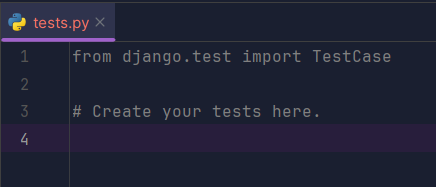 tests.py
1 from django.test import TestCase
2
3 # Create your tests here.
4